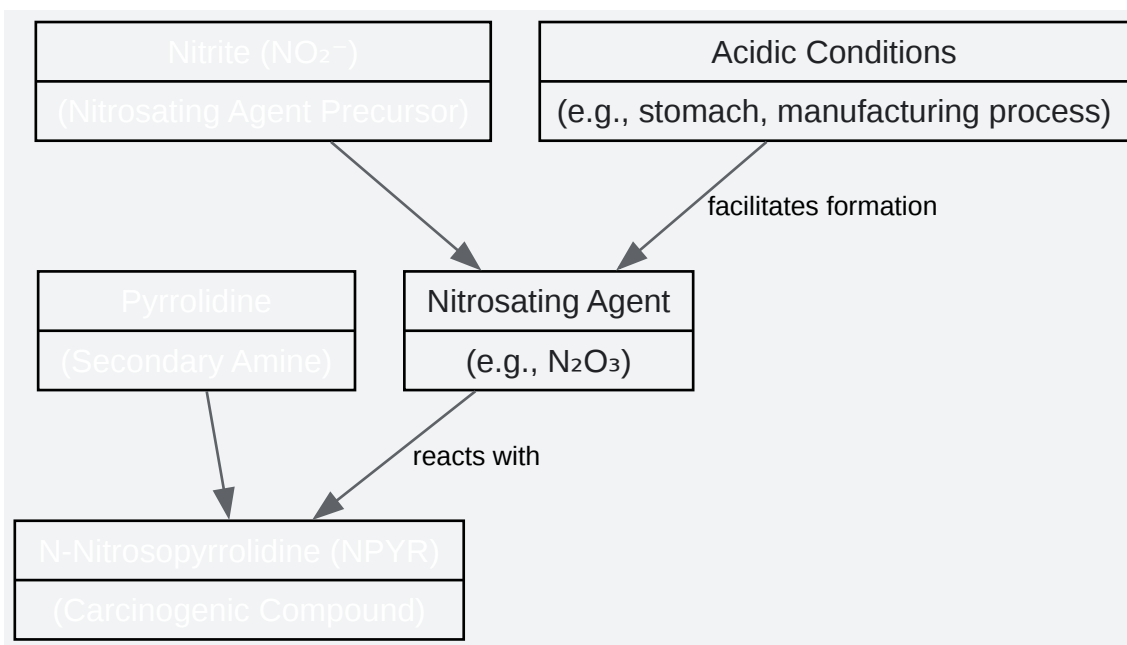 Nitrite (NO₂⁻)
(Nitrosating Agent Precursor)
Acidic Conditions
(e.g., stomach, manufacturing process)
facilitates formation
Pyrrolidine
(Secondary Amine)
Nitrosating Agent
(e.g., N₂O₃)
reacts with
N-Nitrosopyrrolidine (NPYR)
(Carcinogenic Compound)